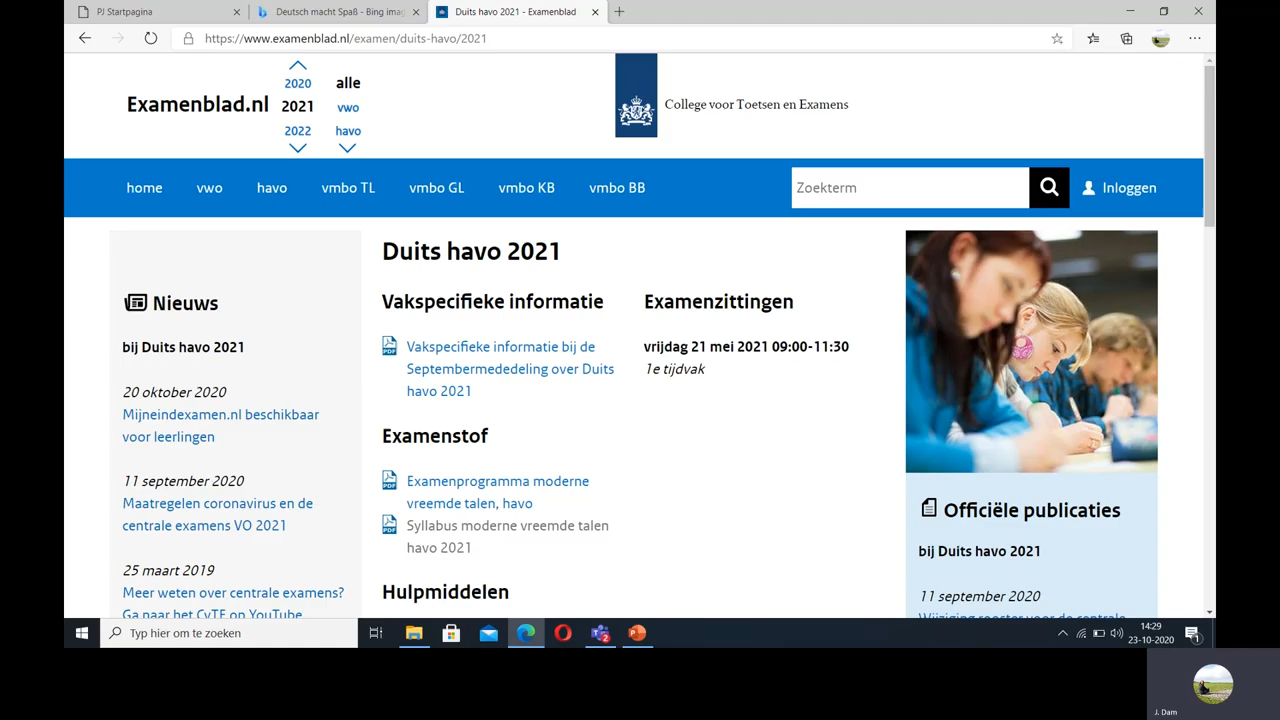 PJ Startpagina
Deutsch macht Spaß - Bing imag
Duits havo 2021 - Examenblad
https://www.examenblad.nl/examen/duits-havo/2021
Examenblad.nl
2020
2021
2022
alle
vwo
havo
College voor Toetsen en Examens
home
vwo
havo
vmbo TL
vmbo GL
vmbo KB
vmbo BB
Zoekterm
Inloggen
Nieuws
bij Duits havo 2021
20 oktober 2020
Mijneindexamen.nl beschikbaar
voor leerlingen
11 september 2020
Maatregelen coronavirus en de
centrale examens VO 2021
25 maart 2019
Meer weten over centrale examens?
Ga naar het CvTE op YouTube
Duits havo 2021
Vakspecifieke informatie
PDF
Vakspecifieke informatie bij de
Septembermededeling over Duits
havo 2021
Examenstof
PDF
Examenprogramma moderne
vreemde talen, havo
PDF
Syllabus moderne vreemde talen
havo 2021
Hulpmiddelen
Examenzittingen
vrijdag 21 mei 2021 09:00-11:30
1e tijdvak
Officiële publicaties
bij Duits havo 2021
11 september 2020
Wijziging rooster voor de centrale
Typ hier om te zoeken
2
14:29
23-10-2020
1
J. Dam